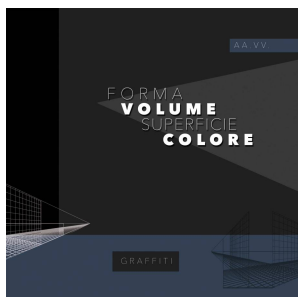 AA VV
FORMA
VOLUME
SUPERFICIE
COLORE
GRAFFITI